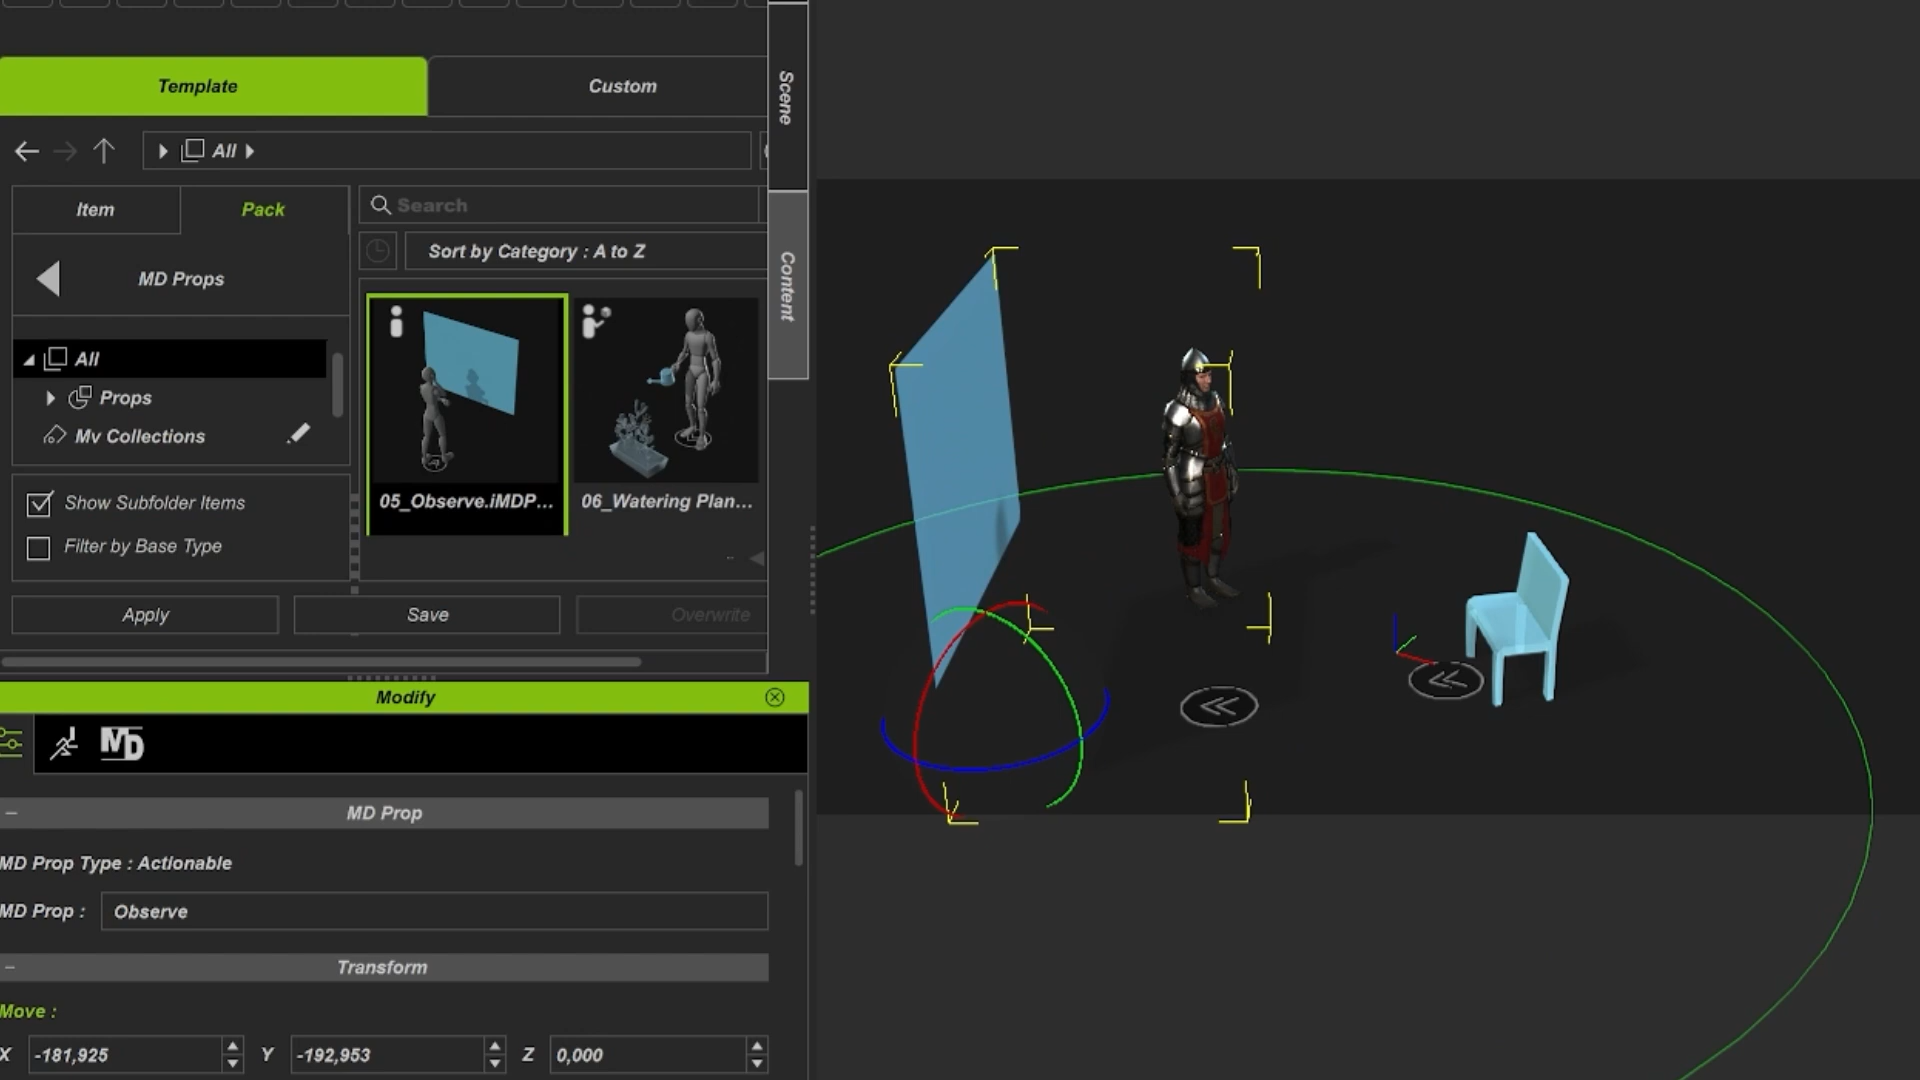 Template
Custom
Scene
All
Item
Pack
Search
Sort by Category : A to Z
MD Props
Content
All
Props
My Collections
05_Observe.iMDP...
06_Watering Plan...
Show Subfolder Items
Filter by Base Type
Apply
Save
Overwrite
Modify
MD
MD Prop
MD Prop Type : Actionable
MD Prop :
Observe
Transform
Move :
X
-181,925
Y
-192,953
Z
0,000